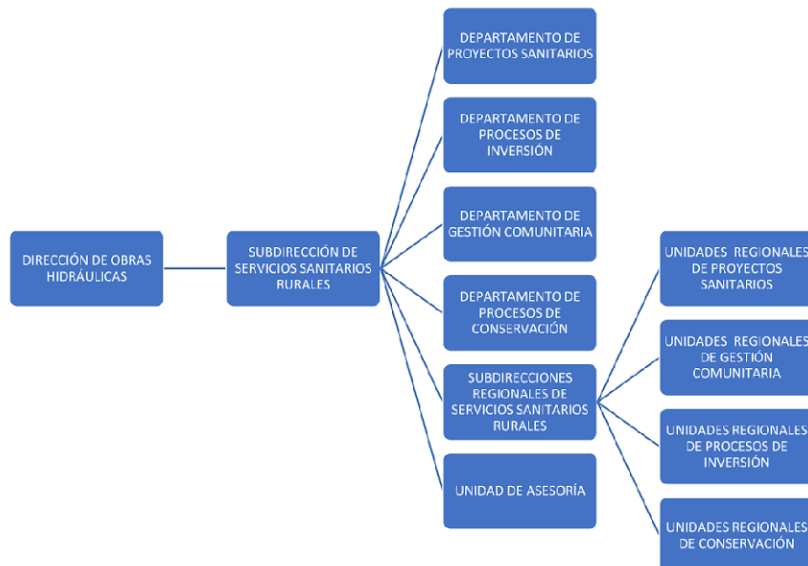 DIRECCIÓN DE OBRAS
HIDRÁULICAS
SUBDIRECCIÓN DE
SERVICIOS SANITARIOS
RURALES
DEPARTAMENTO DE
PROYECTOS SANITARIOS
DEPARTAMENTO DE
PROCESOS DE
INVERSIÓN
DEPARTAMENTO DE
GESTIÓN COMUNITARIA
DEPARTAMENTO DE
PROCESOS DE
CONSERVACIÓN
SUBDIRECCIONES
REGIONALES DE
SERVICIOS SANITARIOS
RURALES
UNIDAD DE ASESORÍA
UNIDADES REGIONALES
DE PROYECTOS
SANITARIOS
UNIDADES REGIONALES
DE GESTIÓN
COMUNITARIA
UNIDADES REGIONALES
DE PROCESOS DE
INVERSIÓN
UNIDADES REGIONALES
DE CONSERVACIÓN